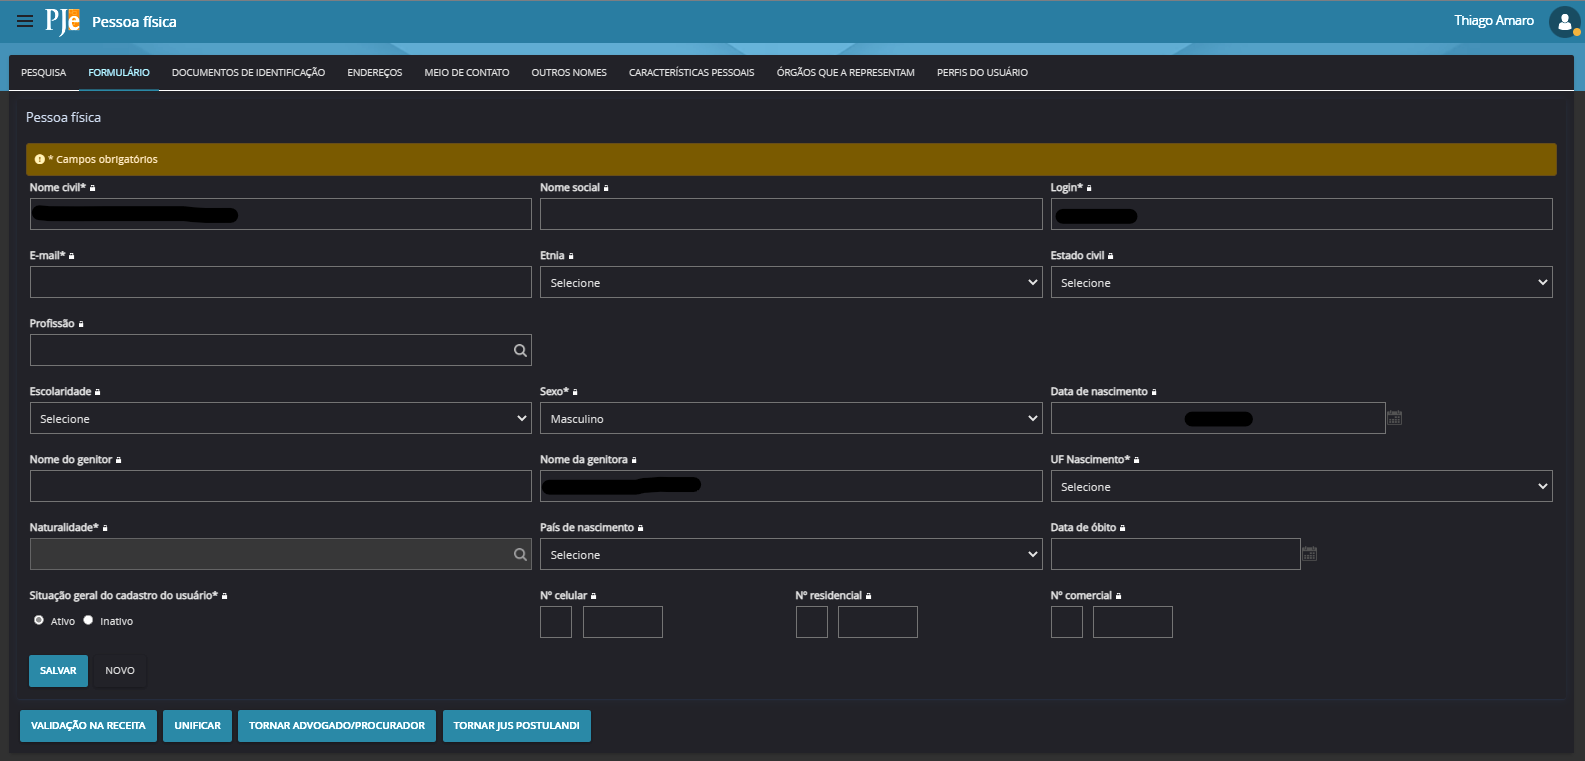 PJe Pessoa física Thiago Amaro
PESQUISA FORMULÁRIO DOCUMENTOS DE IDENTIFICAÇÃO ENDEREÇOS MEIO DE CONTATO OUTROS NOMES CARACTERÍSTICAS PESSOAIS ÓRGÃOS QUE A REPRESENTAM PERFIS DO USUÁRIO
Pessoa física
* Campos obrigatórios
Nome civil* Nome social Login*
E-mail* Etnia Estado civil
Selecione Selecione
Profissão
Escolaridade Sexo* Data de nascimento
Selecione Masculino
Nome do genitor Nome da genitora UF Nascimento*
Selecione
Naturalidade* País de nascimento Data de óbito
Selecione
Situação geral do cadastro do usuário* Nº celular Nº residencial Nº comercial
Ativo Inativo
SALVAR NOVO
VALIDAÇÃO NA RECEITA UNIFICAR TORNAR ADVOGADO/PROCURADOR TORNAR JUS POSTULANDI